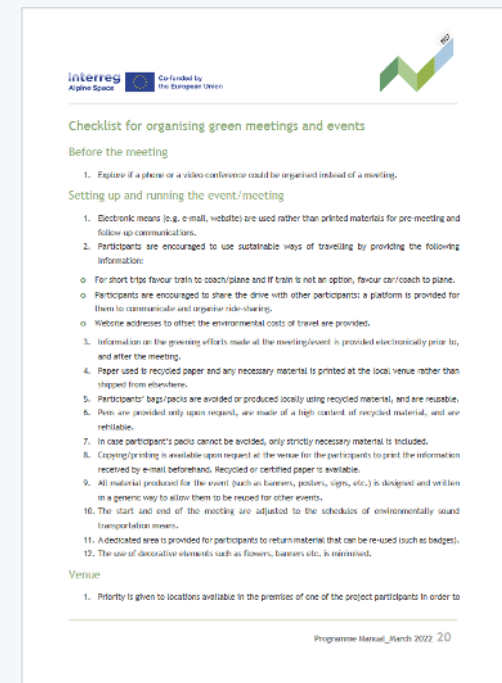 Interreg
Alpine Space
Co-funded by
the European Union
Checklist for organising green meetings and events
Before the meeting
1. Explore if a phone or a video conference could be organised instead of a meeting.
Setting up and running the event/meeting
1. Electronic means (e.g. e-mail, website) are used rather than printed materials for pre-meeting and
follow-up communications.
2. Participants are encouraged to use sustainable ways of travelling by providing the following
information:
o For short trips favour train to coach/plane and if train is not an option, favour car/coach to plane.
o Participants are encouraged to share the drive with other participants: a platform is provided for
them to communicate and organise ride-sharing.
o Website addresses to offset the environmental costs of travel are provided.
3. Information on the greening efforts made at the meeting/event is provided electronically prior to,
and after the meeting.
4. Paper used is recycled paper and any necessary material is printed at the local venue rather than
shipped from elsewhere.
5. Participants' bags/packs are avoided or produced locally using recycled material, and are reusable.
6. Pens are provided only upon request, are made of a high content of recycled material, and are
refillable.
7. In case participant's packs cannot be avoided, only strictly necessary material is included.
8. Copying/printing is available upon request at the venue for the participants to print the information
received by e-mail beforehand. Recycled or certified paper is available.
9. All material produced for the event (such as banners, posters, signs, etc.) is designed and written
in a generic way to allow them to be reused for other events.
10. The start and end of the meeting are adjusted to the schedules of environmentally sound
transportation means.
11. A dedicated area is provided for participants to return material that can be re-used (such as badges).
12. The use of decorative elements such as flowers, banners etc. is minimised.
Venue
1. Priority is given to locations available in the premises of one of the project participants in order to
Programme Manual_March 2022 20